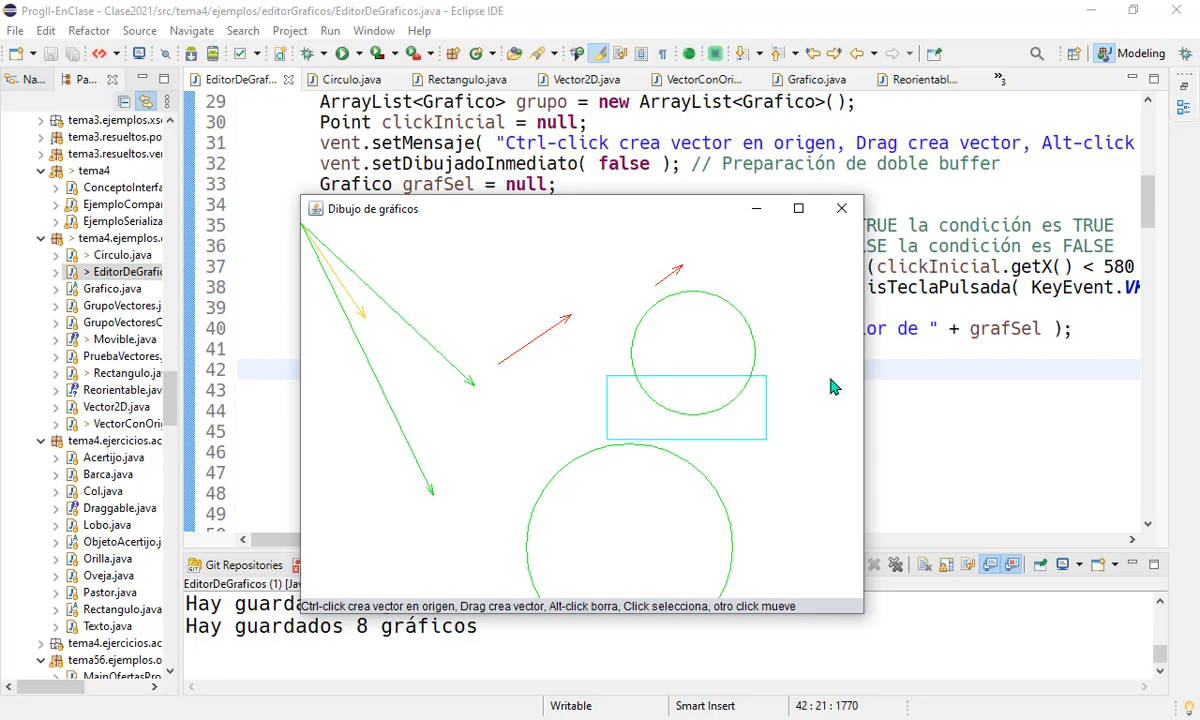 ProgII-EnClase - Clase2021/src/tema4/ejemplos/editorGraficos/EditorDeGraficos.java - Eclipse IDE
File Edit Refactor Source Navigate Search Project Run Window Help
Modeling
Na... Pa...
EditorDeGraf... Circulo.java Rectangulo.java Vector2D.java VectorConOri... Grafico.java Reorientabl... »3
tema3.ejemplos.xs
tema3.resueltos.po
tema3.resueltos.ver
> tema4
ConceptoInterfa
EjemploCompar
EjemploSerializa
> tema4.ejemplos.
> Circulo.java
> EditorDeGrafic
Grafico.java
GrupoVectores.j
GrupoVectoresC
> Movible.java
PruebaVectores.
> Rectangulo.ja
Reorientable.jav
Vector2D.java
> VectorConOri
tema4.ejercicios.ac
Acertijo.java
Barca.java
Col.java
Draggable.java
Lobo.java
ObjetoAcertijo.j
Orilla.java
Oveja.java
Pastor.java
Rectangulo.java
Texto.java
tema4.ejercicios.ac
tema56.ejemplos.o
MainOfertasPro
29 ArrayList<Grafico> grupo = new ArrayList<Grafico>();
30 Point clickInicial = null;
31 vent.setMensaje( "Ctrl-click crea vector en origen, Drag crea vector, Alt-click
32 vent.setDibujadoInmediato( false ); // Preparación de doble buffer
33 Grafico grafSel = null;
34
35 RUE la condición es TRUE
36 SE la condición es FALSE
37 (clickInicial.getX() < 580
38 isTeclaPulsada( KeyEvent.VK
39
40 or de " + grafSel );
41
42
43
44
45
46
47
48
49
Dibujo de gráficos
Ctrl-click crea vector en origen, Drag crea vector, Alt-click borra, Click selecciona, otro click mueve
Git Repositories
EditorDeGraficos (1) [Jav
Hay guarda
Hay guardados 8 gráficos
Writable Smart Insert 42 : 21 : 1770